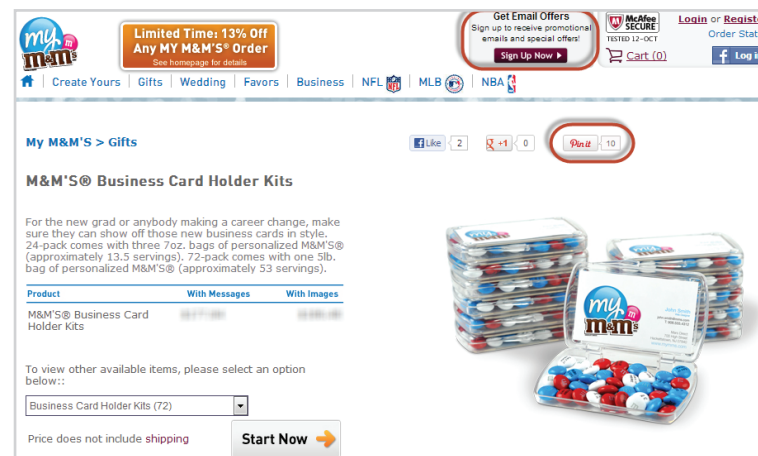 my
m&m's
Limited Time: 13% Off
Any MY M&M'S® Order
See homepage for details
Get Email Offers
Sign up to receive promotional
emails and special offers!
Sign Up Now
McAfee
SECURE
TESTED 12-OCT
Login or Registe
Order Stat
Cart (0)
f Log i
Create Yours | Gifts | Wedding | Favors | Business | NFL | MLB | NBA
My M&M'S > Gifts
Like 2
+1 0
Pin it 10
M&M'S® Business Card Holder Kits
For the new grad or anybody making a career change, make
sure they can show off those new business cards in style.
24-pack comes with three 7oz. bags of personalized M&M'S®
(approximately 13.5 servings). 72-pack comes with one 5lb.
bag of personalized M&M'S® (approximately 53 servings).
Product With Messages With Images
M&M'S® Business Card
Holder Kits
To view other available items, please select an option
below::
Business Card Holder Kits (72)
Price does not include shipping
Start Now
my
m&m's